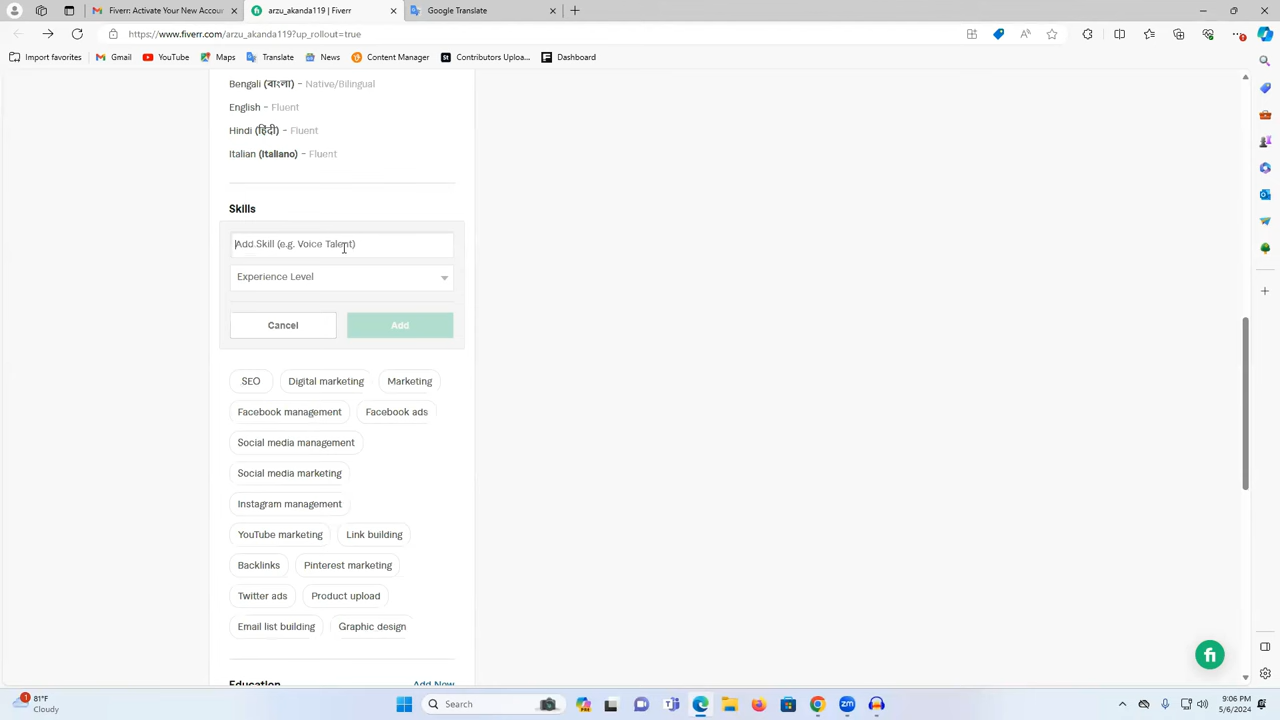 Fiverr: Activate Your New Accou
arzu_akanda119 | Fiverr
Google Translate
https://www.fiverr.com/arzu_akanda119?up_rollout=true
Import favorites
Gmail
YouTube
Maps
Translate
News
Content Manager
Contributors Uploa...
Dashboard
Bengali (বাংলা) – Native/Bilingual
English – Fluent
Hindi (हिंदी) – Fluent
Italian (Italiano) – Fluent
Skills
Add Skill (e.g. Voice Talent)
Experience Level
Cancel
Add
SEO
Digital marketing
Marketing
Facebook management
Facebook ads
Social media management
Social media marketing
Instagram management
YouTube marketing
Link building
Backlinks
Pinterest marketing
Twitter ads
Product upload
Email list building
Graphic design
Education
Add New
fi
1
81°F
Cloudy
Search
zm
9:06 PM
5/6/2024